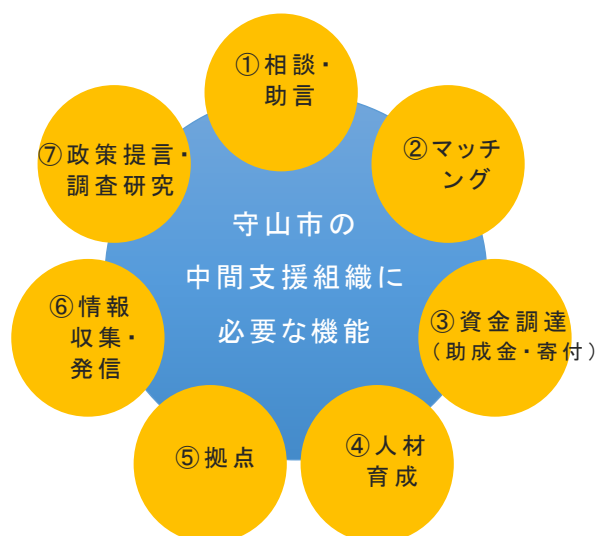 ①相談・
助言
②マッチ
ング
③資金調達
（助成金・寄付）
④人材
育成
⑤拠点
⑥情報
収集・
発信
⑦政策提言・
調査研究
守山市の
中間支援組織に
必要な機能